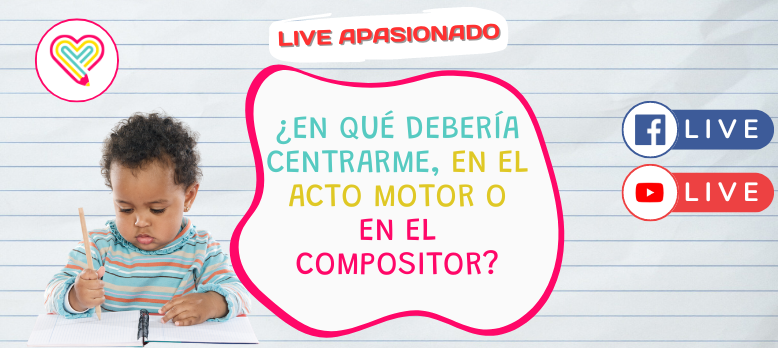 LIVE APASIONADO
¿EN QUÉ DEBERÍA
CENTRARME, EN EL
ACTO MOTOR O
EN EL
COMPOSITOR?
LIVE
LIVE